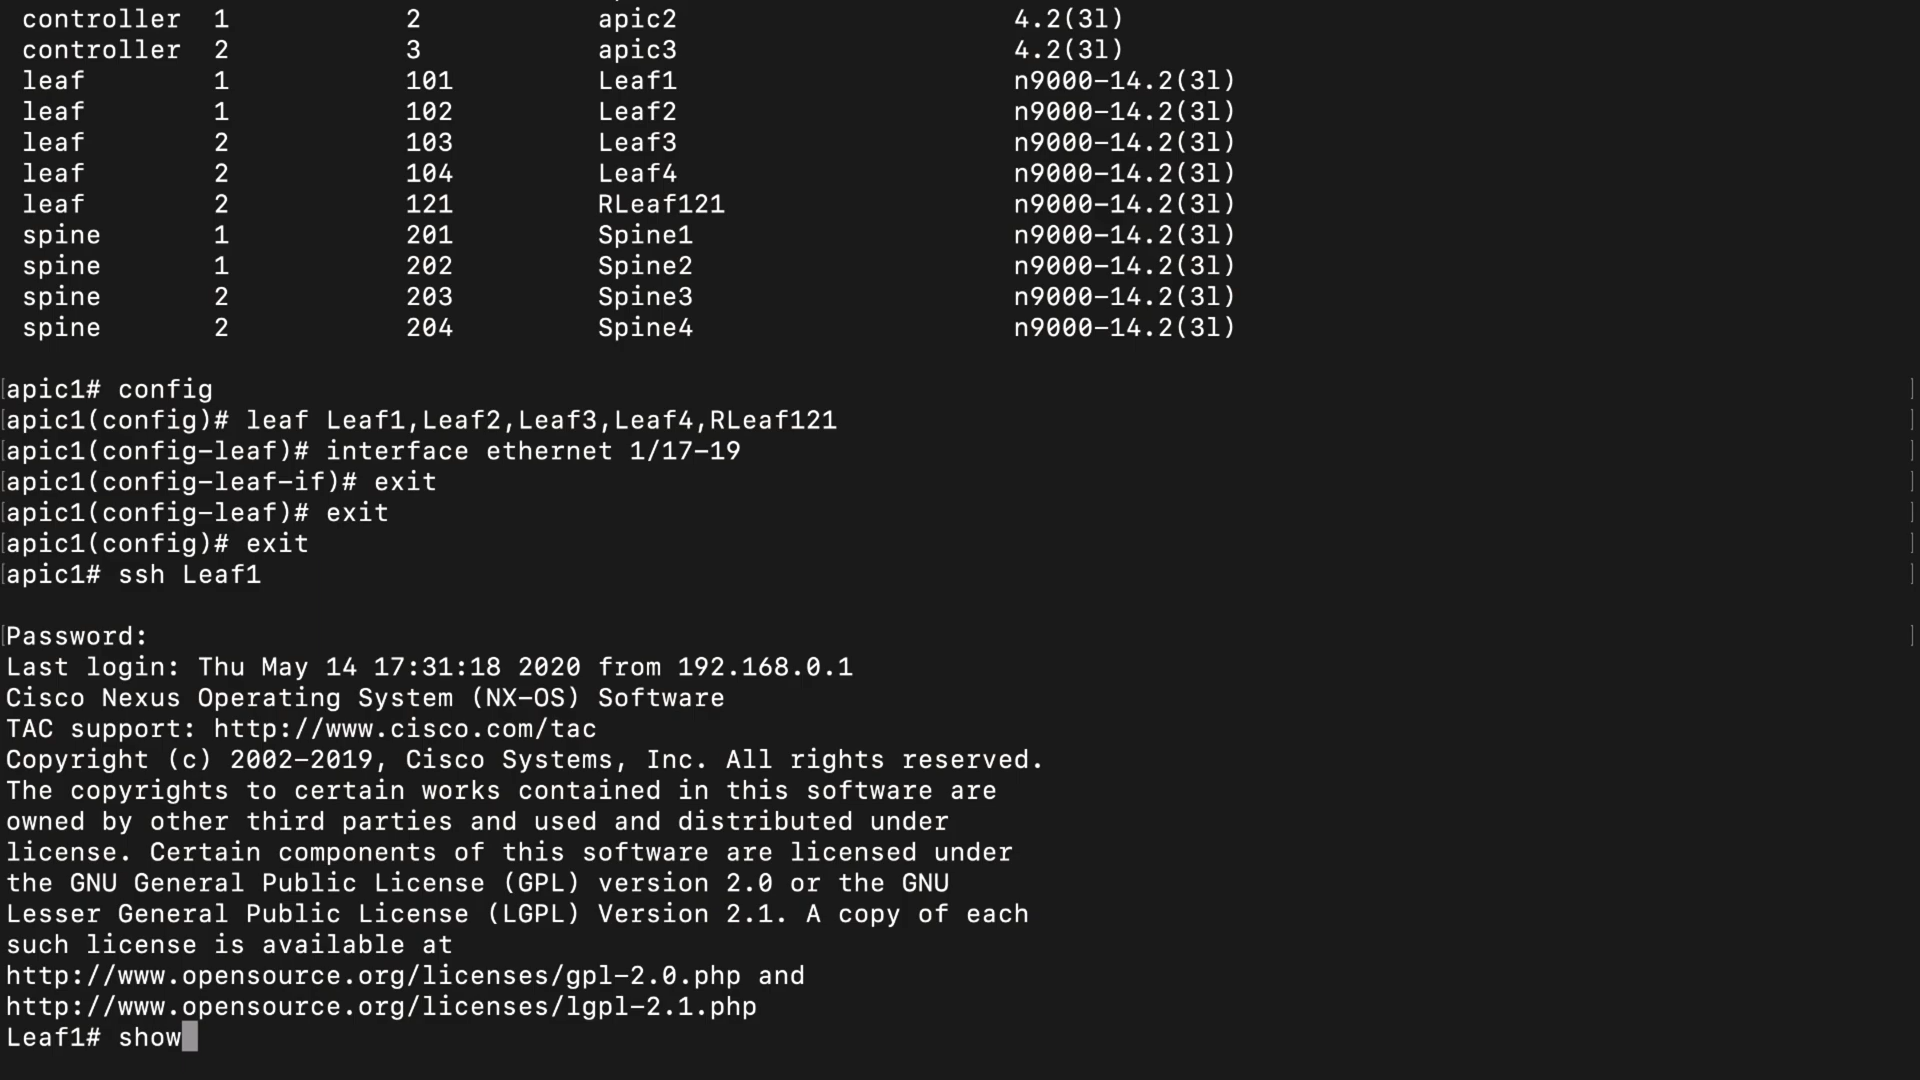 controller 1 2 apic2 4.2(3l)
controller 2 3 apic3 4.2(3l)
leaf 1 101 Leaf1 n9000-14.2(3l)
leaf 1 102 Leaf2 n9000-14.2(3l)
leaf 2 103 Leaf3 n9000-14.2(3l)
leaf 2 104 Leaf4 n9000-14.2(3l)
leaf 2 121 RLeaf121 n9000-14.2(3l)
spine 1 201 Spine1 n9000-14.2(3l)
spine 1 202 Spine2 n9000-14.2(3l)
spine 2 203 Spine3 n9000-14.2(3l)
spine 2 204 Spine4 n9000-14.2(3l)
[apic1# config ]
[apic1(config)# leaf Leaf1,Leaf2,Leaf3,Leaf4,RLeaf121 ]
[apic1(config-leaf)# interface ethernet 1/17-19 ]
[apic1(config-leaf-if)# exit ]
[apic1(config-leaf)# exit ]
[apic1(config)# exit ]
[apic1# ssh Leaf1 ]
[Password: ]
Last login: Thu May 14 17:31:18 2020 from 192.168.0.1
Cisco Nexus Operating System (NX-OS) Software
TAC support: http://www.cisco.com/tac
Copyright (c) 2002-2019, Cisco Systems, Inc. All rights reserved.
The copyrights to certain works contained in this software are
owned by other third parties and used and distributed under
license. Certain components of this software are licensed under
the GNU General Public License (GPL) version 2.0 or the GNU
Lesser General Public License (LGPL) Version 2.1. A copy of each
such license is available at
http://www.opensource.org/licenses/gpl-2.0.php and
http://www.opensource.org/licenses/lgpl-2.1.php
Leaf1# show